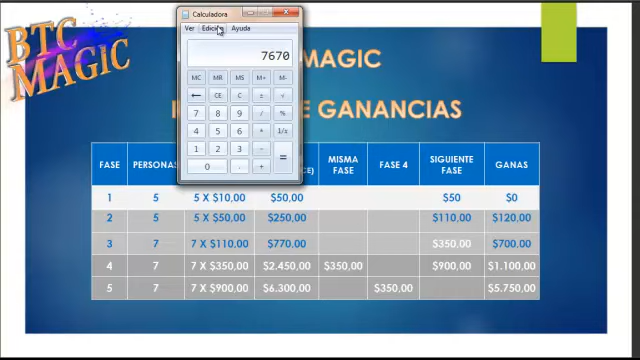 BTC
MAGIC
Calculadora
Ver Edición Ayuda
7670
MC MR MS M+ M-
← CE C ± √
7 8 9 / %
4 5 6 * 1/x
1 2 3 - =
0 . +
MAGIC
E GANANCIAS
FASE PERSONAS MISMA FASE FASE 4 SIGUIENTE FASE GANAS
1 5 5 X $10,00 $50,00 $50 $0
2 5 5 X $50,00 $250,00 $110,00 $120.00
3 7 7 X $110,00 $770,00 $350,00 $700,00
4 7 7 X $350,00 $2.450,00 $350,00 $900,00 $1.100,00
5 7 7 X $900,00 $6.300,00 $350,00 $5.750,00